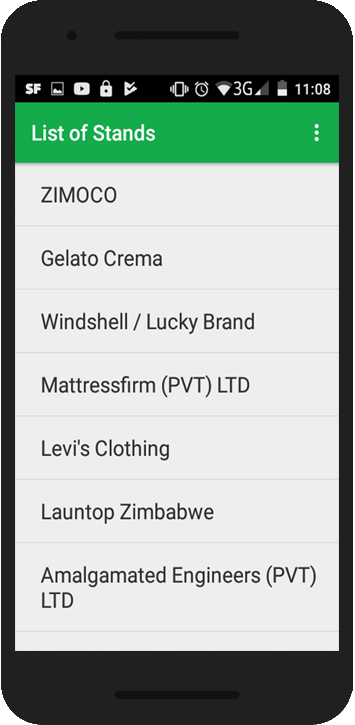 SF 3G 11:08
List of Stands
ZIMOCO
Gelato Crema
Windshell / Lucky Brand
Mattressfirm (PVT) LTD
Levi's Clothing
Launtop Zimbabwe
Amalgamated Engineers (PVT)
LTD